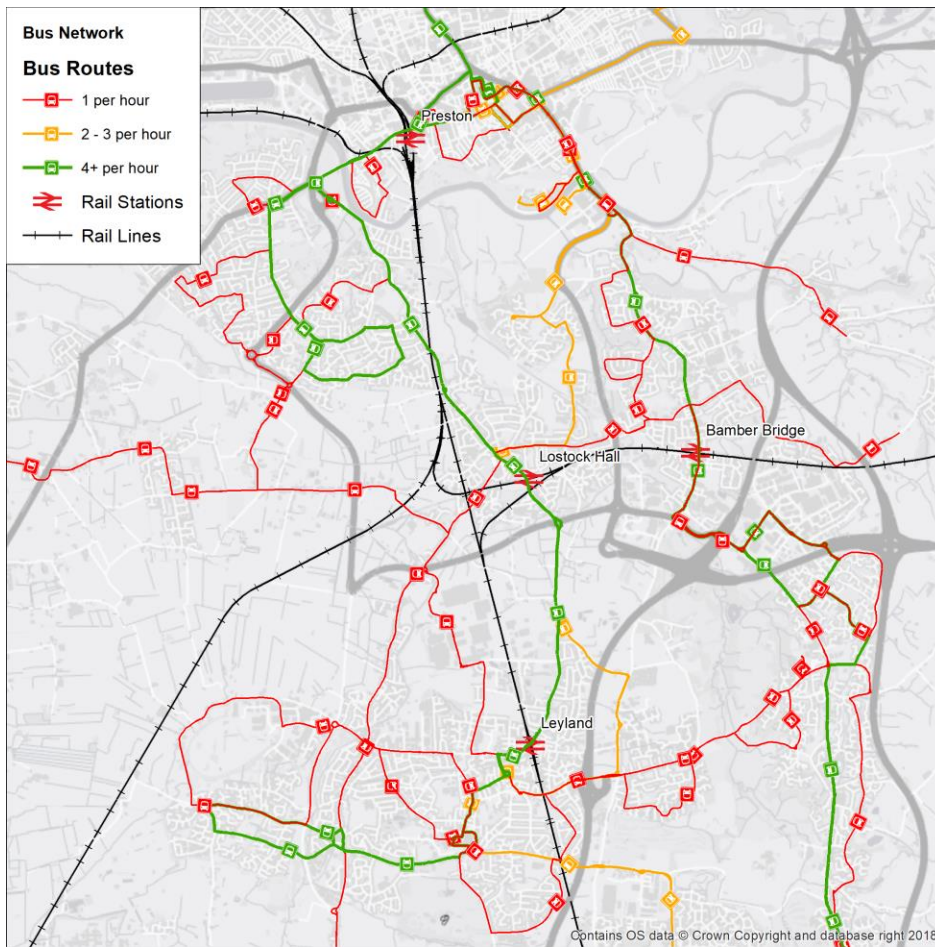 Bus Network
Bus Routes
1 per hour
2 - 3 per hour
4+ per hour
Rail Stations
Rail Lines
Preston
Bamber Bridge
Lostock Hall
Leyland
Contains OS data © Crown Copyright and database right 2018